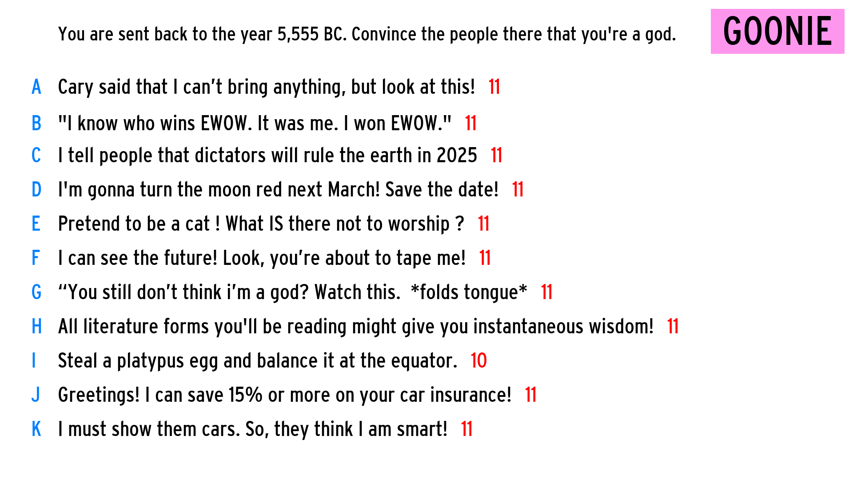 You are sent back to the year 5,555 BC. Convince the people there that you're a god.
GOONIE
A Cary said that I can’t bring anything, but look at this! 11
B "I know who wins EWOW. It was me. I won EWOW." 11
C I tell people that dictators will rule the earth in 2025 11
D I'm gonna turn the moon red next March! Save the date! 11
E Pretend to be a cat ! What IS there not to worship ? 11
F I can see the future! Look, you’re about to tape me! 11
G “You still don’t think i’m a god? Watch this. *folds tongue* 11
H All literature forms you'll be reading might give you instantaneous wisdom! 11
I Steal a platypus egg and balance it at the equator. 10
J Greetings! I can save 15% or more on your car insurance! 11
K I must show them cars. So, they think I am smart! 11